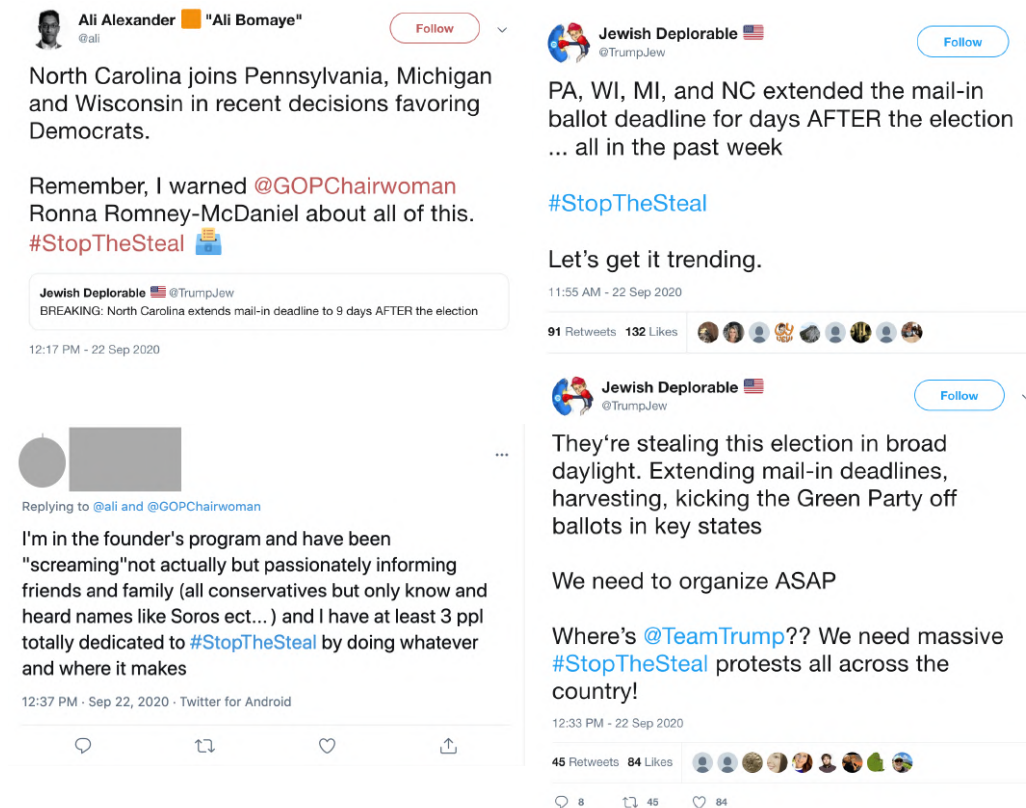 Ali Alexander 🟧 "Ali Bomaye"
@ali
Follow
North Carolina joins Pennsylvania, Michigan
and Wisconsin in recent decisions favoring
Democrats.
Remember, I warned @GOPChairwoman
Ronna Romney-McDaniel about all of this.
#StopTheSteal 🗳️
Jewish Deplorable 🇺🇸 @TrumpJew
BREAKING: North Carolina extends mail-in deadline to 9 days AFTER the election
12:17 PM - 22 Sep 2020
Replying to @ali and @GOPChairwoman
I'm in the founder's program and have been
"screaming"not actually but passionately informing
friends and family (all conservatives but only know and
heard names like Soros ect...) and I have at least 3 ppl
totally dedicated to #StopTheSteal by doing whatever
and where it makes
12:37 PM · Sep 22, 2020 · Twitter for Android
Jewish Deplorable 🇺🇸
@TrumpJew
Follow
PA, WI, MI, and NC extended the mail-in
ballot deadline for days AFTER the election
... all in the past week
#StopTheSteal
Let's get it trending.
11:55 AM - 22 Sep 2020
91 Retweets 132 Likes
Jewish Deplorable 🇺🇸
@TrumpJew
Follow
They're stealing this election in broad
daylight. Extending mail-in deadlines,
harvesting, kicking the Green Party off
ballots in key states
We need to organize ASAP
Where's @TeamTrump?? We need massive
#StopTheSteal protests all across the
country!
12:33 PM - 22 Sep 2020
45 Retweets 84 Likes
8 45 84